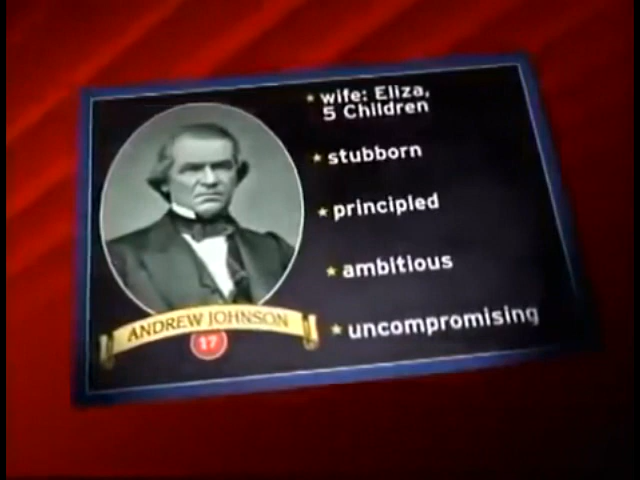 wife: Eliza,
5 Children
stubborn
principled
ambitious
uncompromising
ANDREW JOHNSON
17